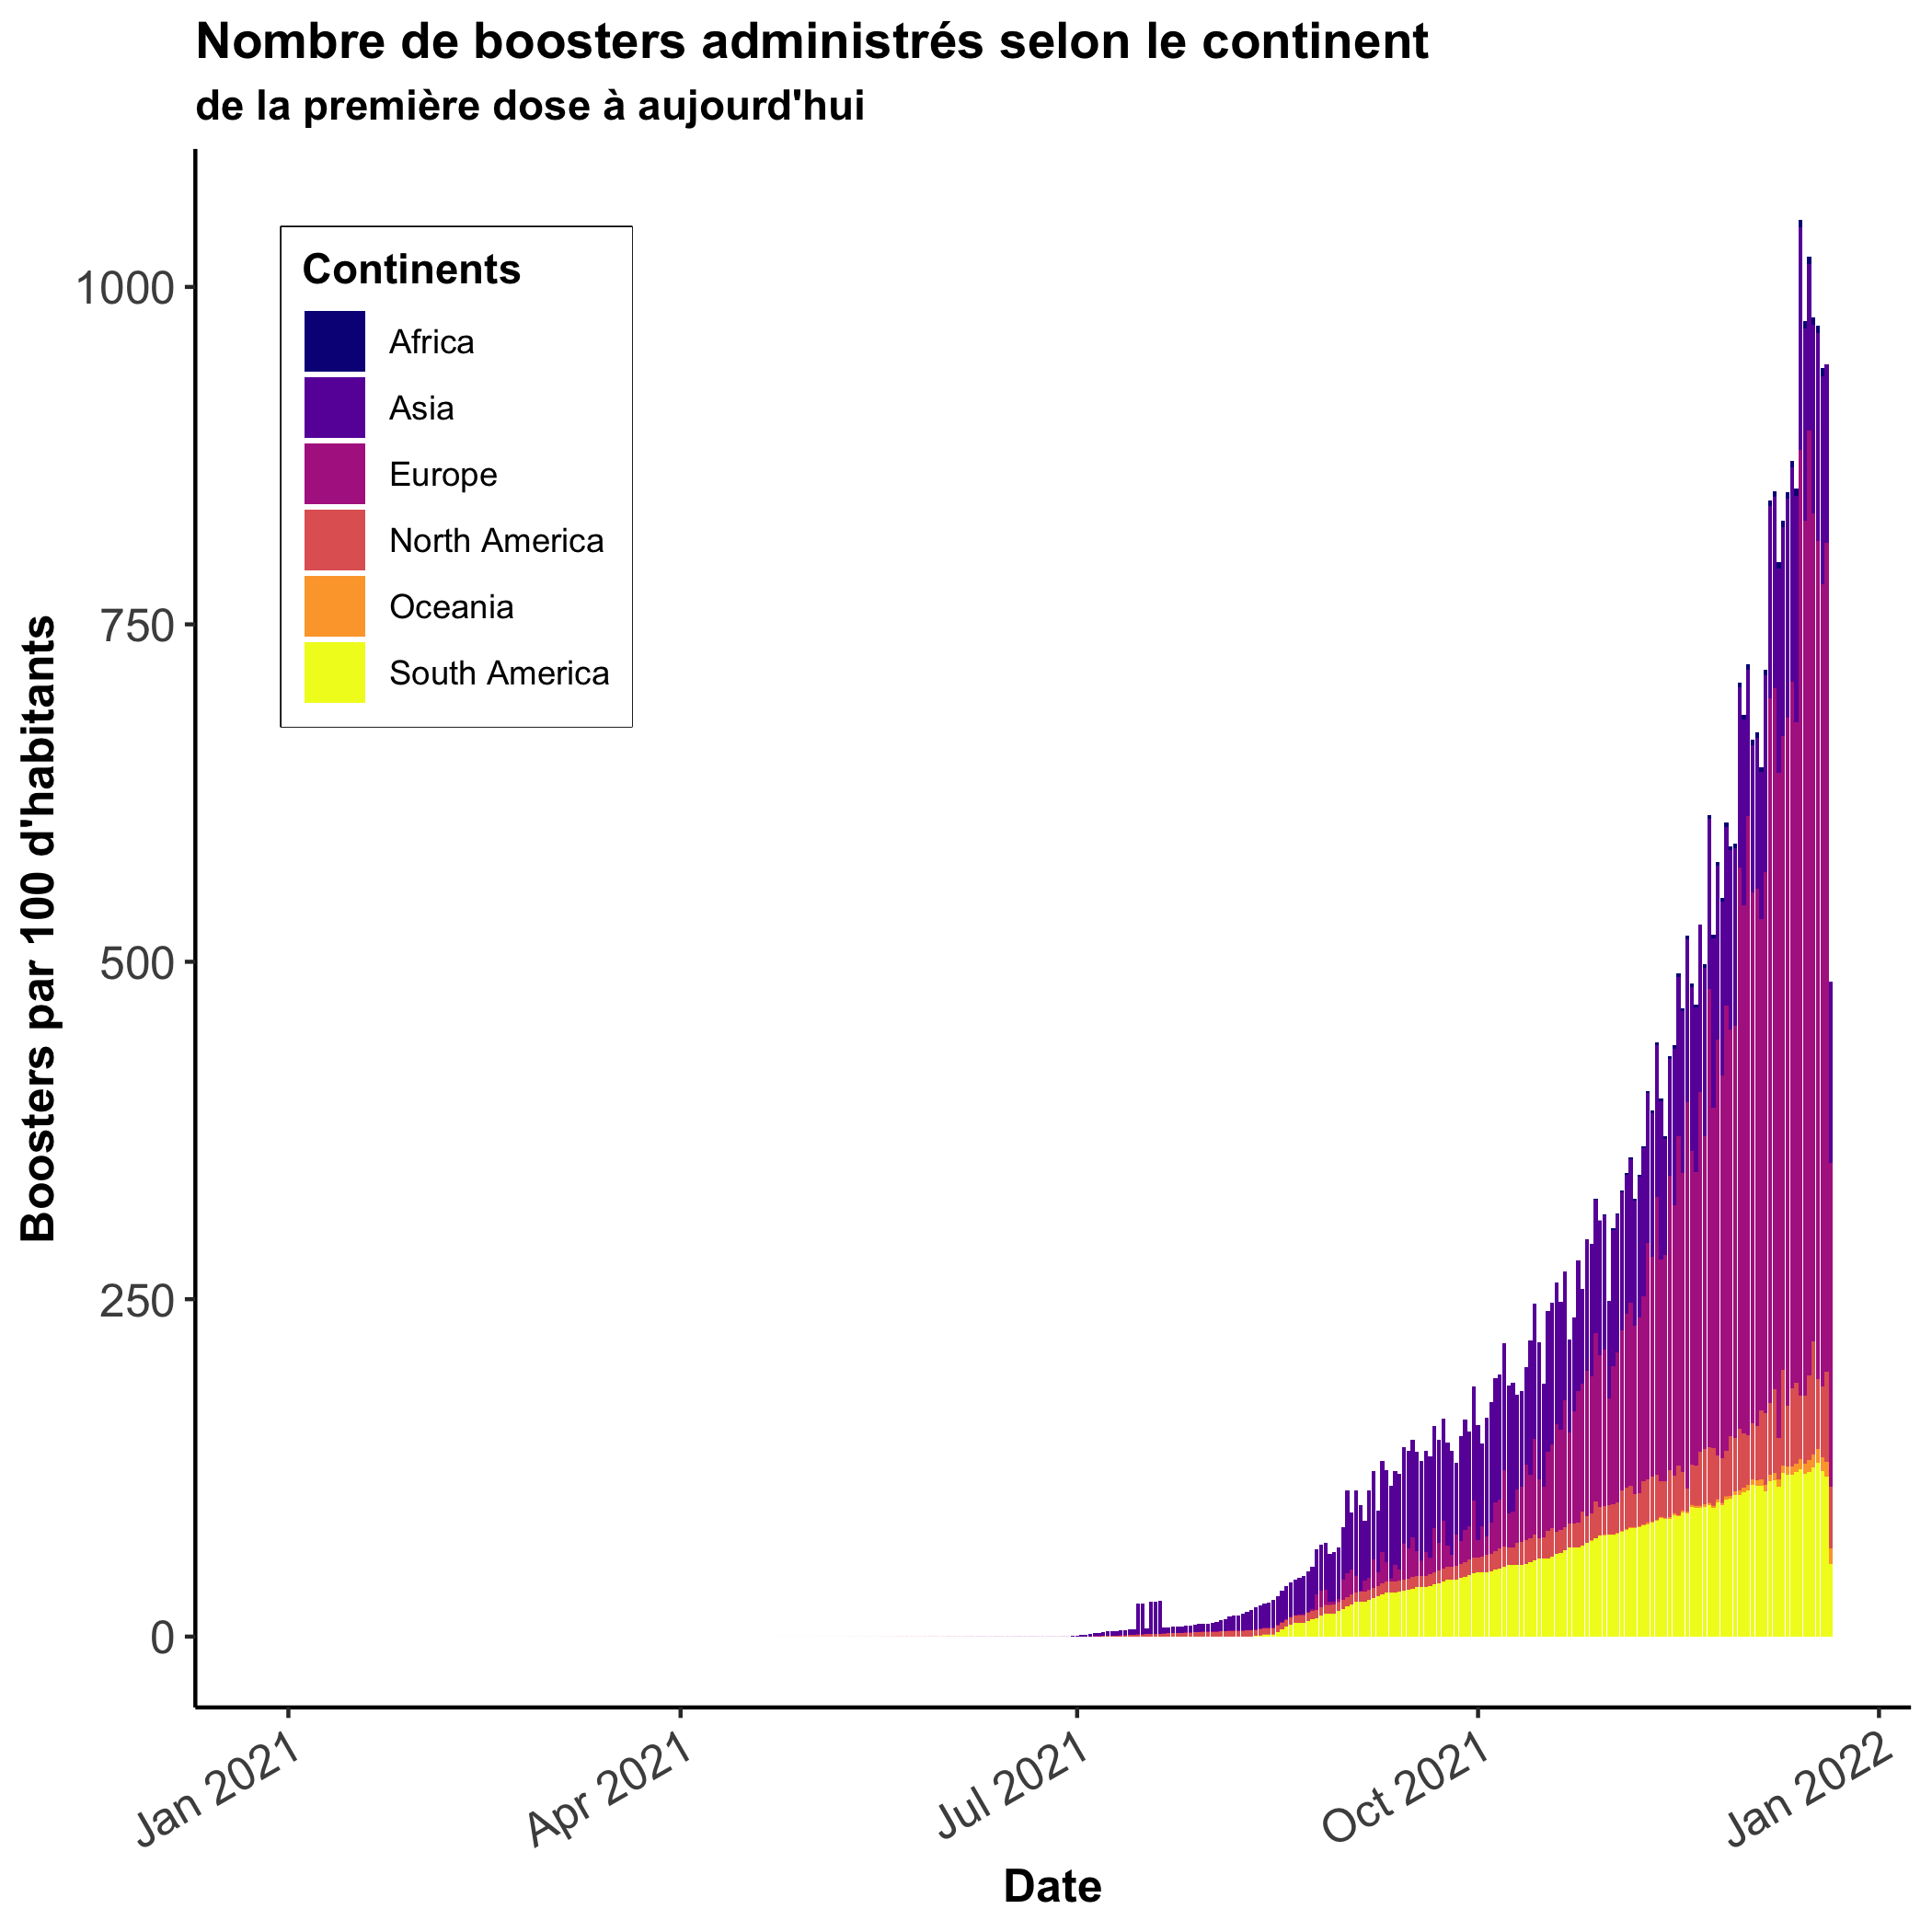 Nombre de boosters administrés selon le continent
de la première dose à aujourd'hui
Continents
Africa
Asia
Europe
North America
Oceania
South America
Boosters par 100 d'habitants
1000
750
500
250
0
Jan 2021
Apr 2021
Jul 2021
Oct 2021
Jan 2022
Date